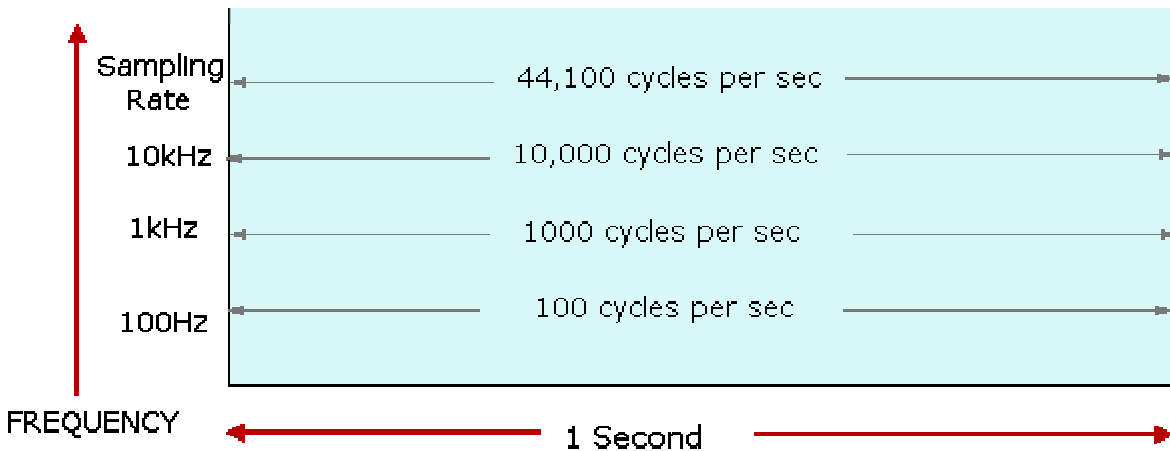 Sampling
Rate
44,100 cycles per sec
10kHz
10,000 cycles per sec
1kHz
1000 cycles per sec
100Hz
100 cycles per sec
FREQUENCY
1 Second